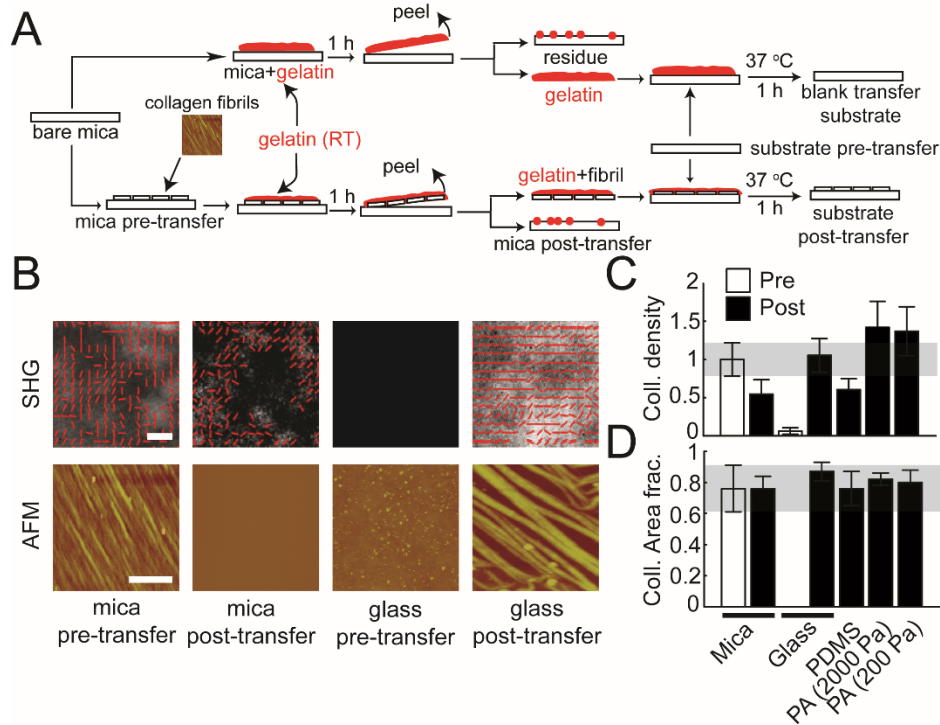 A
peel
1 h
mica+gelatin
residue
37 °C
1 h
gelatin
blank transfer
substrate
collagen fibrils
bare mica
gelatin (RT)
substrate pre-transfer
peel
1 h
gelatin+fibril
37 °C
1 h
mica pre-transfer
mica post-transfer
substrate
post-transfer
B
SHG
AFM
mica
pre-transfer
mica
post-transfer
glass
pre-transfer
glass
post-transfer
C
Pre
Post
Coll. density
2
1.5
1
0.5
0
D
Coll. Area frac.
1
0.8
0.6
0.4
0.2
0
Mica
Glass
PDMS
PA (2000 Pa)
PA (200 Pa)